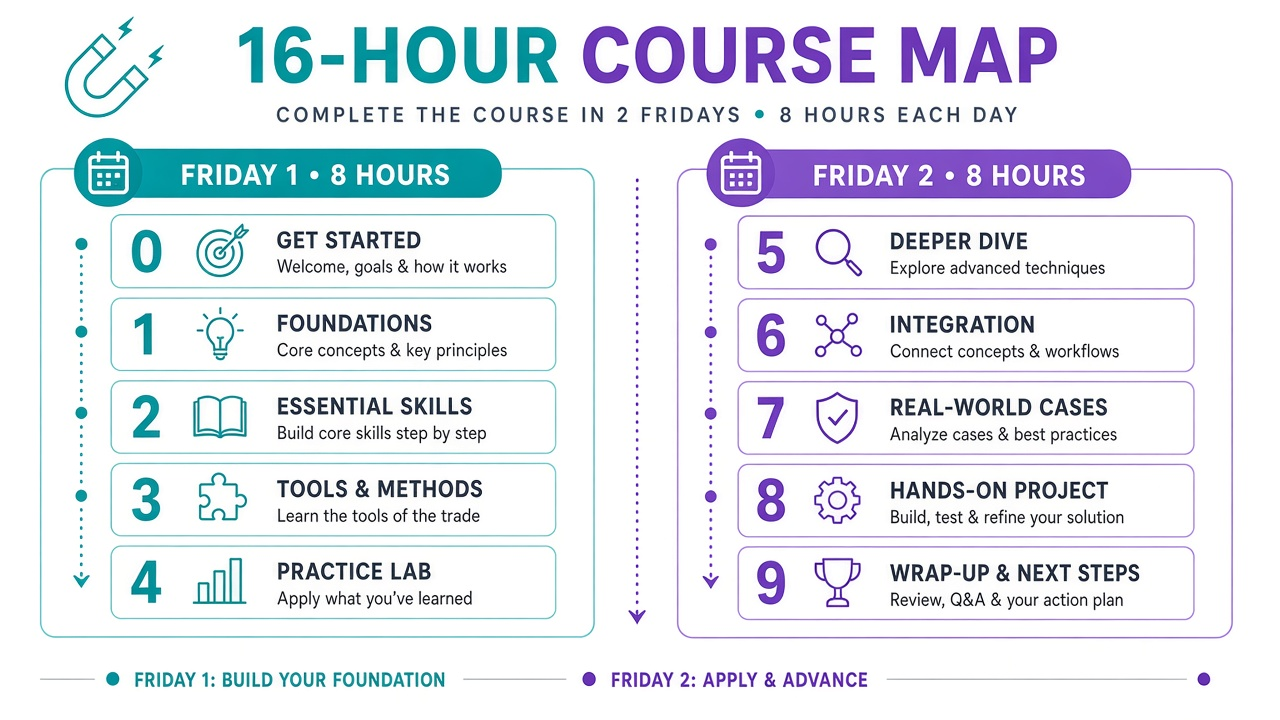 16-HOUR COURSE MAP
COMPLETE THE COURSE IN 2 FRIDAYS • 8 HOURS EACH DAY
FRIDAY 1 • 8 HOURS
0
GET STARTED
Welcome, goals & how it works
1
FOUNDATIONS
Core concepts & key principles
2
ESSENTIAL SKILLS
Build core skills step by step
3
TOOLS & METHODS
Learn the tools of the trade
4
PRACTICE LAB
Apply what you’ve learned
FRIDAY 2 • 8 HOURS
5
DEEPER DIVE
Explore advanced techniques
6
INTEGRATION
Connect concepts & workflows
7
REAL-WORLD CASES
Analyze cases & best practices
8
HANDS-ON PROJECT
Build, test & refine your solution
9
WRAP-UP & NEXT STEPS
Review, Q&A & your action plan
FRIDAY 1: BUILD YOUR FOUNDATION
FRIDAY 2: APPLY & ADVANCE